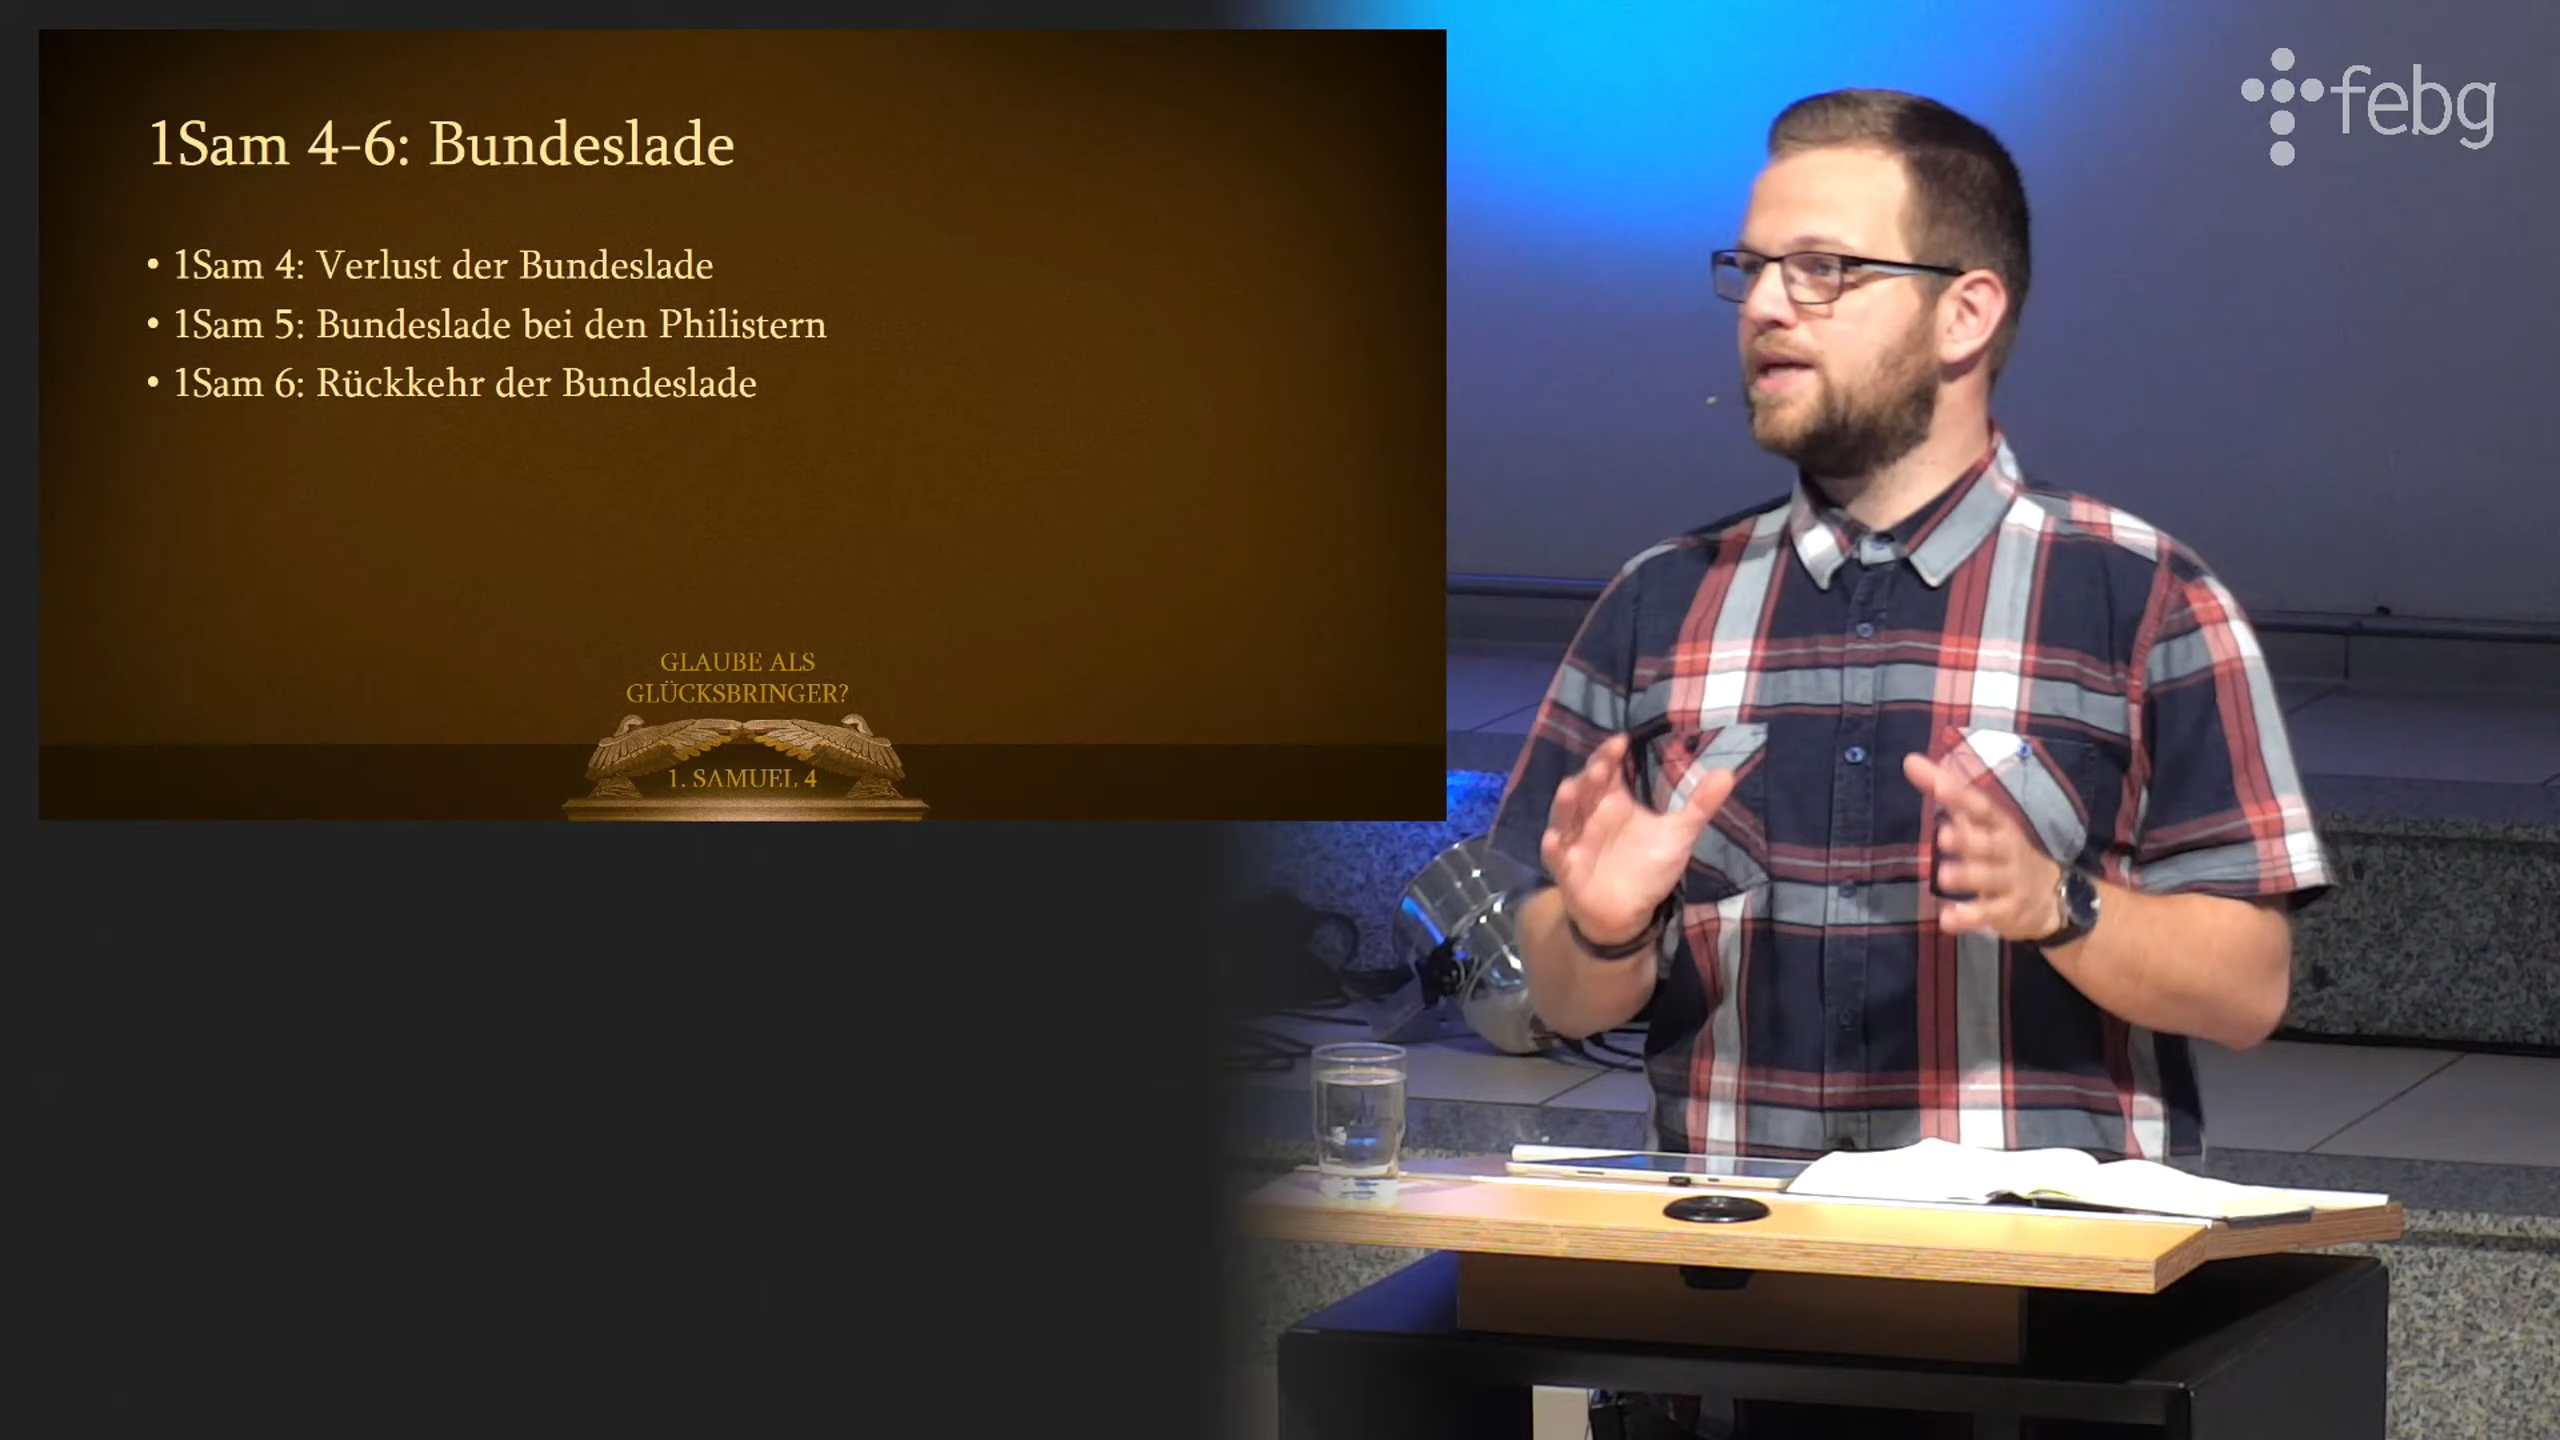 1Sam 4-6: Bundeslade
• 1Sam 4: Verlust der Bundeslade
• 1Sam 5: Bundeslade bei den Philistern
• 1Sam 6: Rückkehr der Bundeslade
GLAUBE ALS
GLÜCKSBRINGER?
1. SAMUEL 4
febg